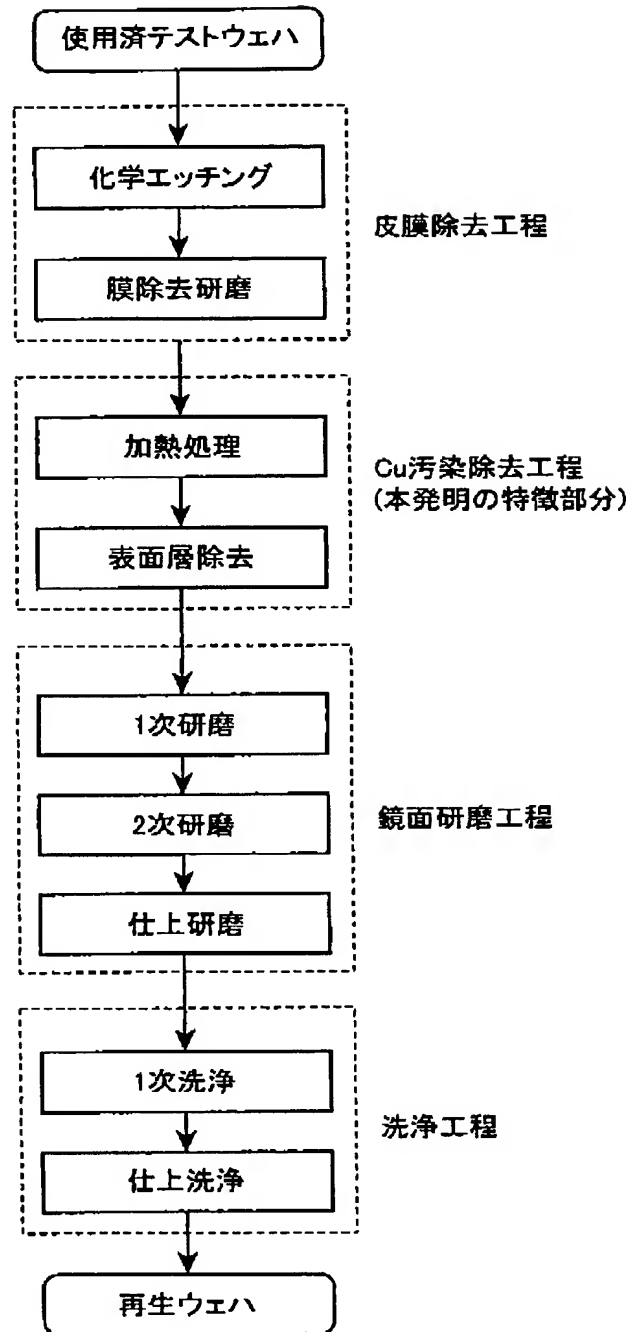 使用済テストウェハ
化学エッチング
膜除去研磨
皮膜除去工程
加熱処理
表面層除去
Cu汚染除去工程
(本発明の特徴部分)
1次研磨
2次研磨
仕上研磨
鏡面研磨工程
1次洗浄
仕上洗浄
洗浄工程
再生ウェハ